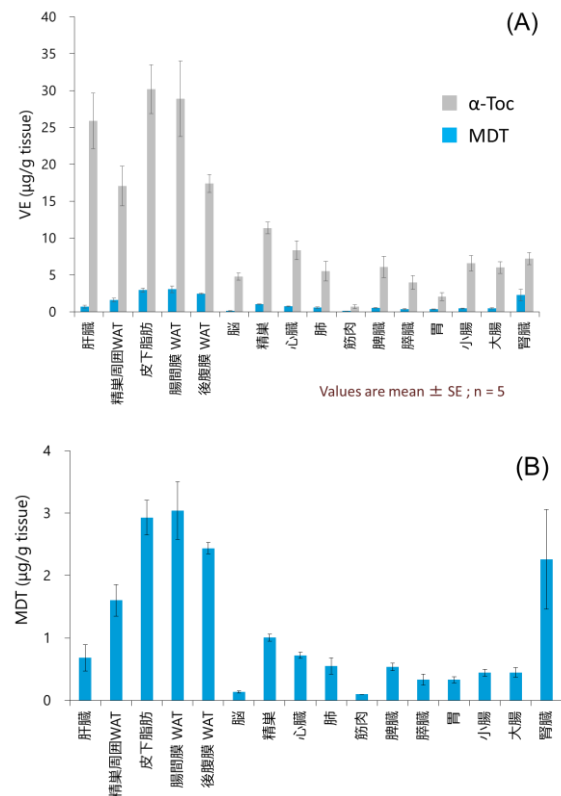 (A)
40
35
30
25
20
15
10
5
0
VE (μg/g tissue)
α-Toc
MDT
肝臓
精巣周囲WAT
皮下脂肪
腸間膜 WAT
後腹膜 WAT
脳
精巣
心臓
肺
筋肉
脾臓
膵臓
胃
小腸
大腸
腎臓
Values are mean ± SE ; n = 5
(B)
4
3
2
1
0
MDT (μg/g tissue)
肝臓
精巣周囲WAT
皮下脂肪
腸間膜 WAT
後腹膜 WAT
脳
精巣
心臓
肺
筋肉
脾臓
膵臓
胃
小腸
大腸
腎臓